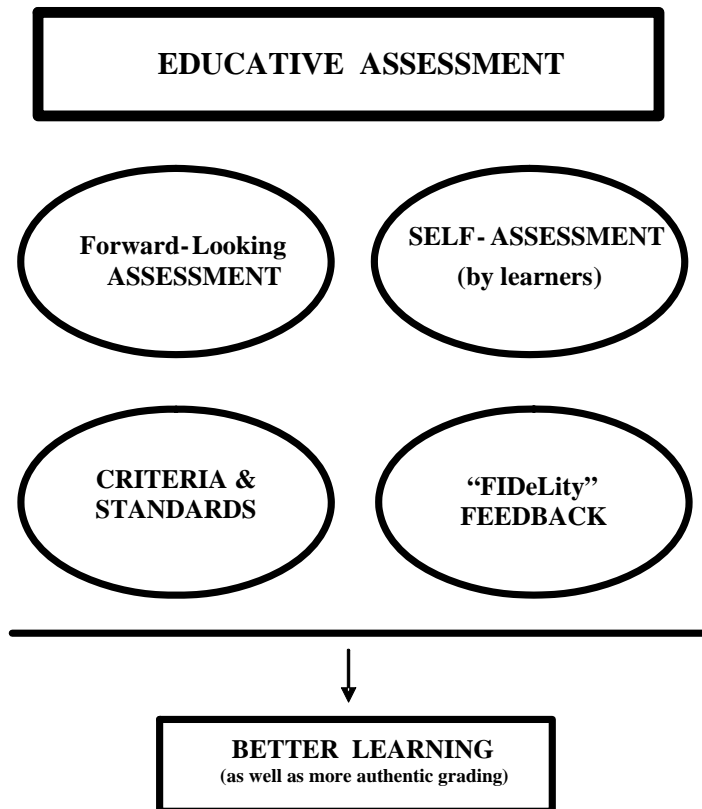 EDUCATIVE ASSESSMENT
Forward-Looking
ASSESSMENT
SELF-ASSESSMENT
(by learners)
CRITERIA &
STANDARDS
“FIDeLity”
FEEDBACK
BETTER LEARNING
(as well as more authentic grading)